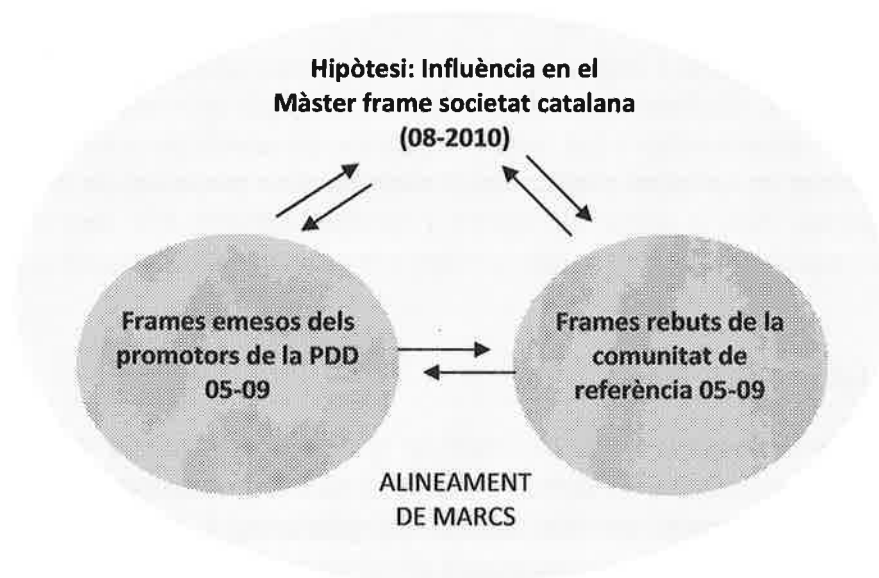 Hipòtesi: Influència en el
Màster frame societat catalana
(08-2010)
Frames emesos dels
promotors de la PDD
05-09
Frames rebuts de la
comunitat de
referència 05-09
ALINEAMENT
DE MARCS